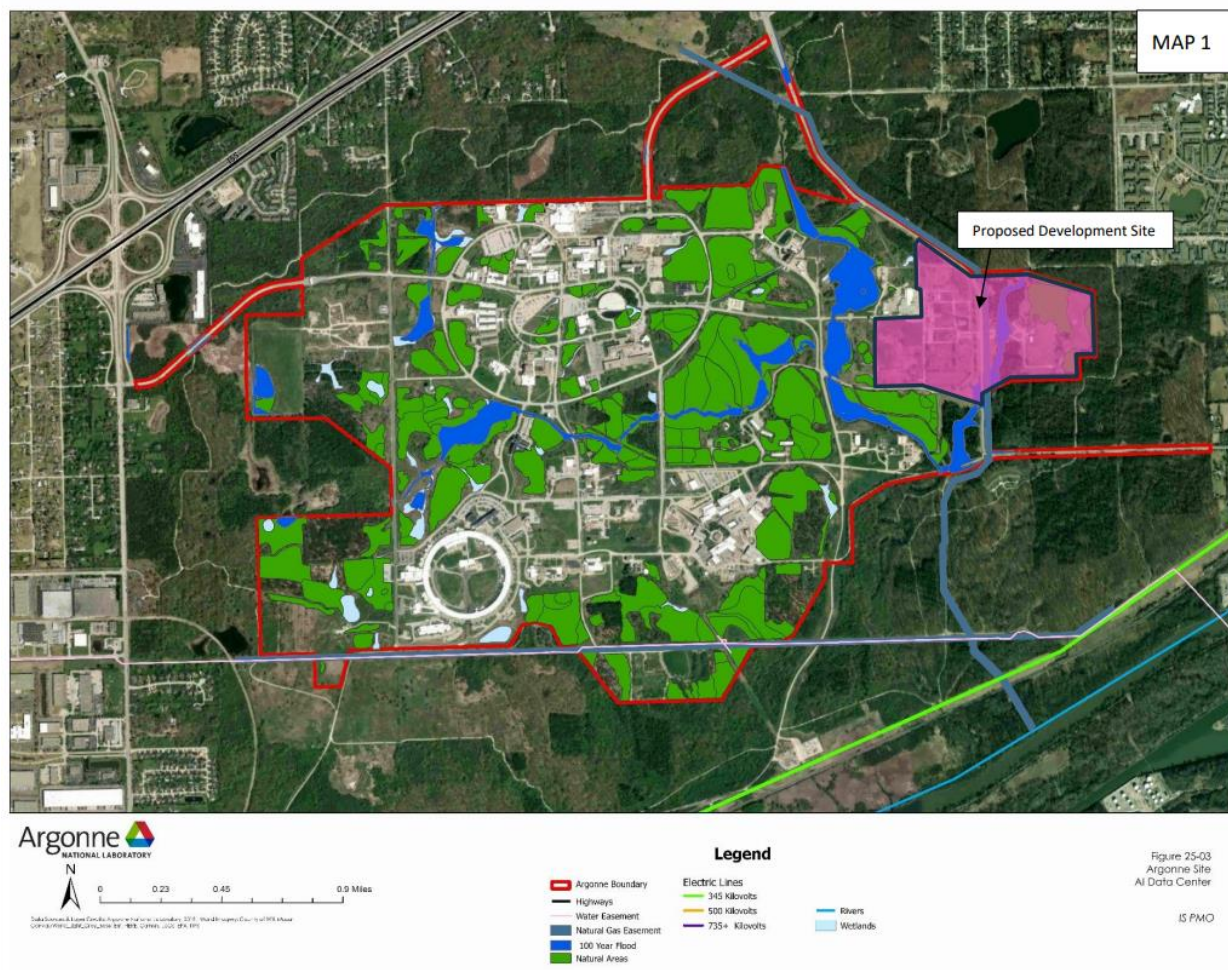 MAP 1
Proposed Development Site
Argonne
NATIONAL LABORATORY
N
0 0.23 0.45 0.9 Miles
Legend
Argonne Boundary
Highways
Water Easement
Natural Gas Easement
100 Year Flood
Natural Areas
Electric Lines
345 Kilovolts
500 Kilovolts
735+ Kilovolts
Rivers
Wetlands
Figure 25-03
Argonne Site
AI Data Center
IS PMO